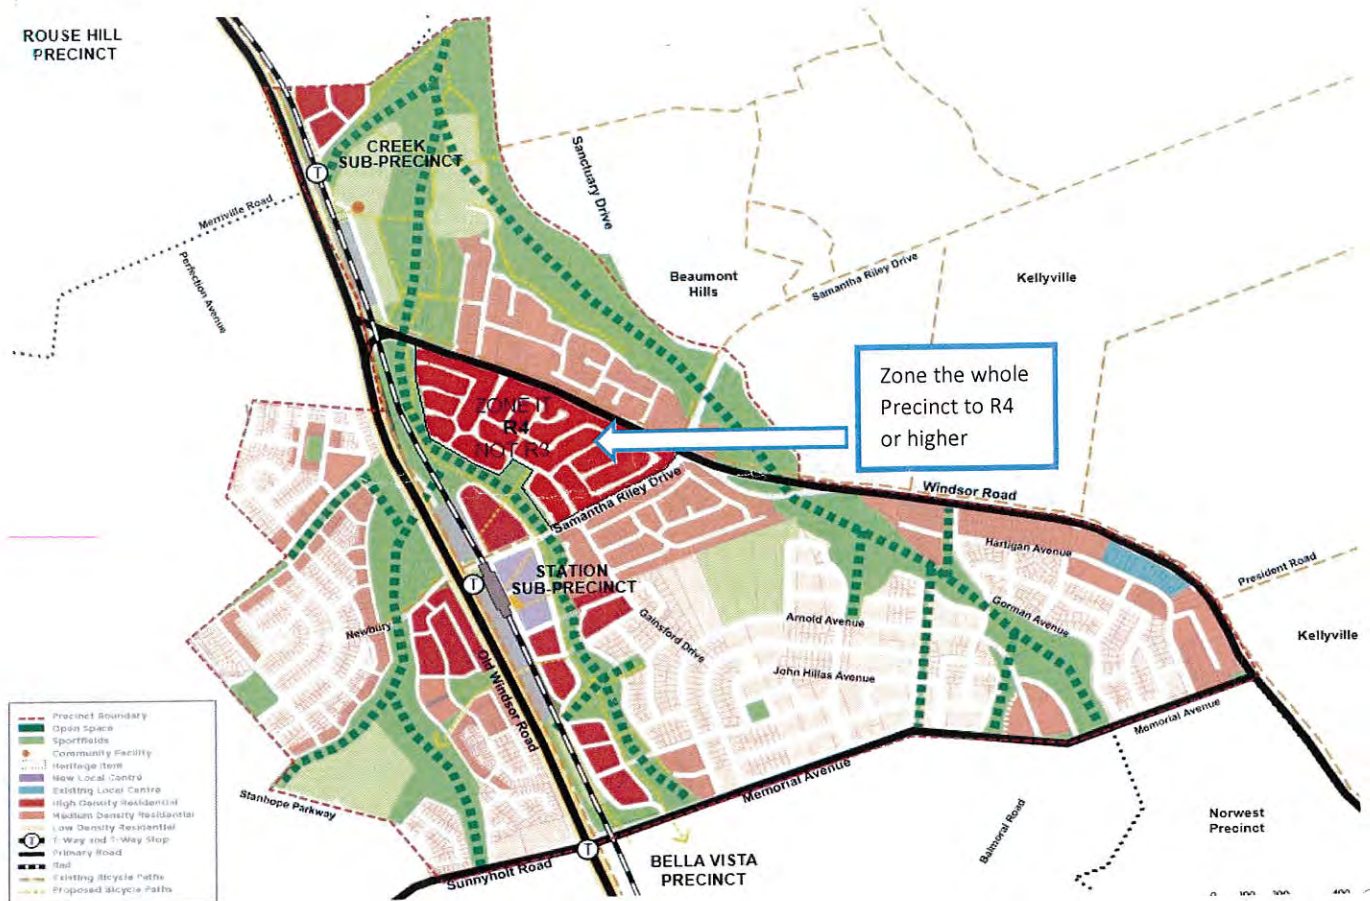 ROUSE HILL
PRECINCT
CREEK
SUB-PRECINCT
Sanctuary Drive
Merriville Road
Perfection Avenue
Beaumont
Hills
Samantha Riley Drive
Kellyville
Zone the whole
Precinct to R4
or higher
ZONE IT
R4
NOT R3
Samantha Riley Drive
Windsor Road
Hartigan Avenue
President Road
STATION
SUB-PRECINCT
Newbury
Gainsford Drive
Arnold Avenue
Gorman Avenue
Kellyville
John Hillas Avenue
Old Windsor Road
Memorial Avenue
Memorial Avenue
Stanhope Parkway
Sunnyholt Road
BELLA VISTA
PRECINCT
Balmoral Road
Norwest
Precinct
Precinct Boundary
Open Space
Sportfields
Community Facility
Heritage Item
New Local Centre
Existing Local Centre
High Density Residential
Medium Density Residential
Low Density Residential
T-Way and T-Way Stop
Primary Road
Rail
Existing Bicycle Paths
Proposed Bicycle Paths
T
T
T
T